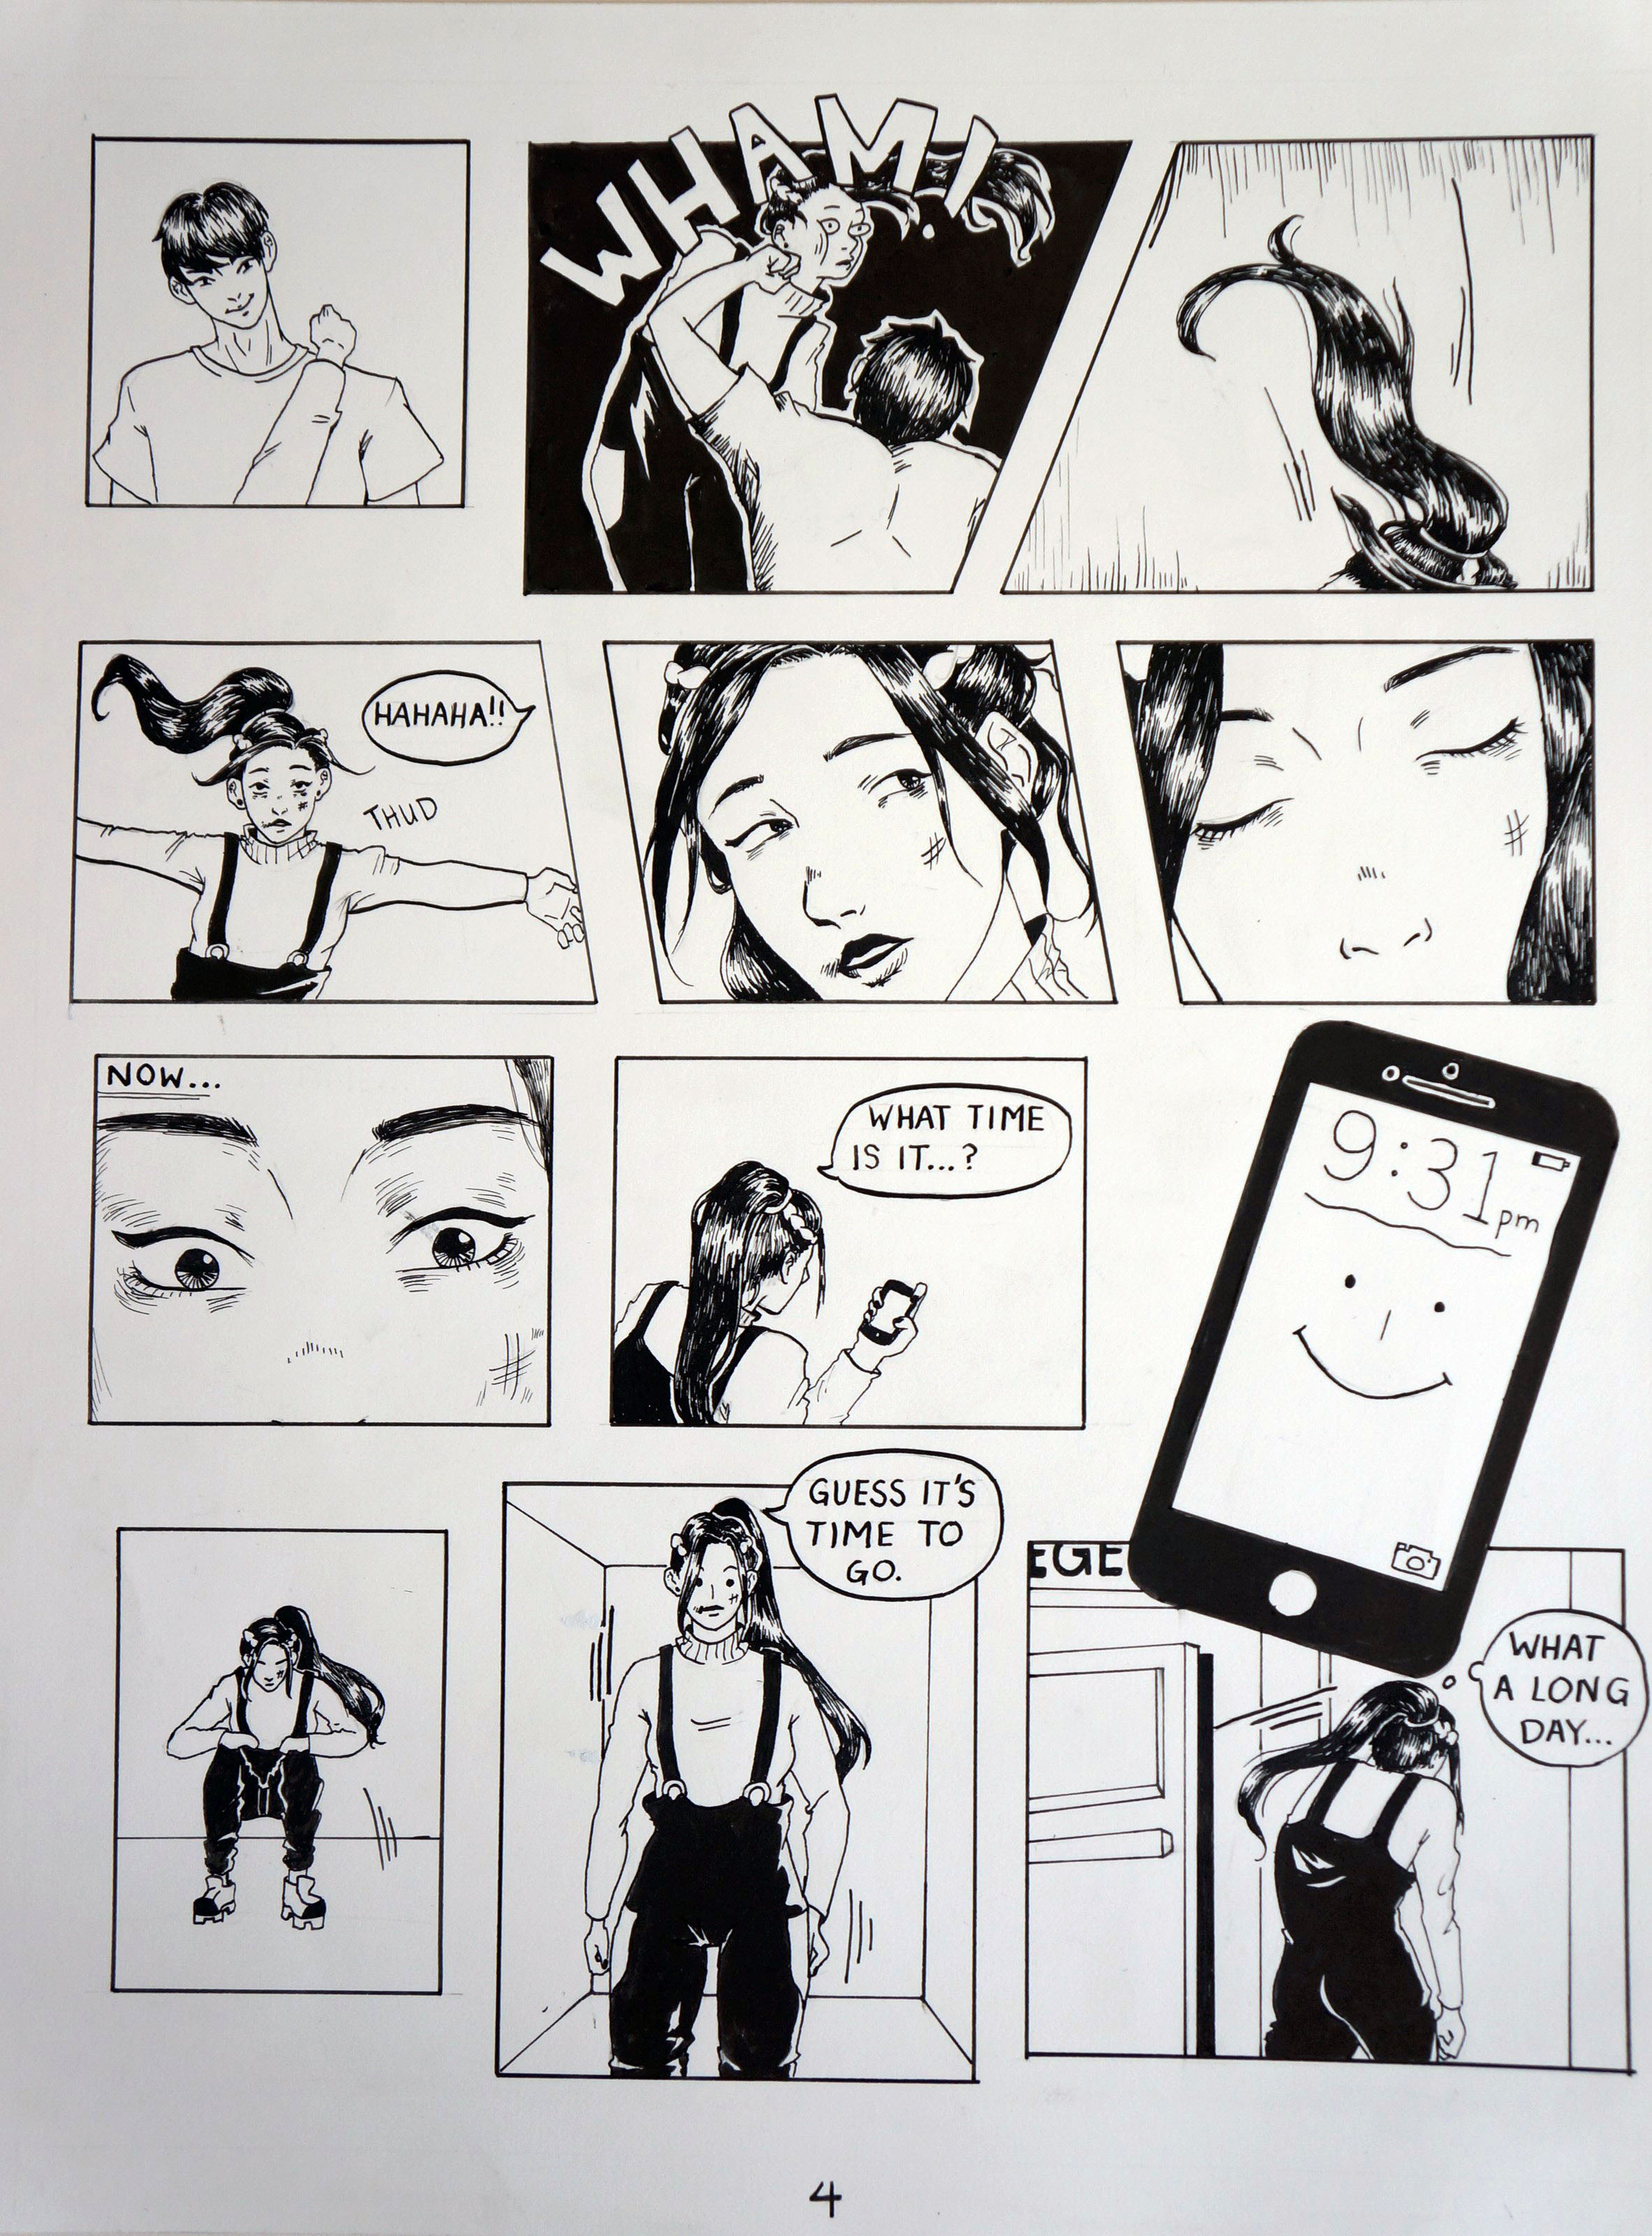 WHAM!
HAHAHA!!
THUD
NOW...
WHAT TIME
IS IT...?
9:31pm
GUESS IT'S
TIME TO
GO.
EGE
WHAT
A LONG
DAY...
4